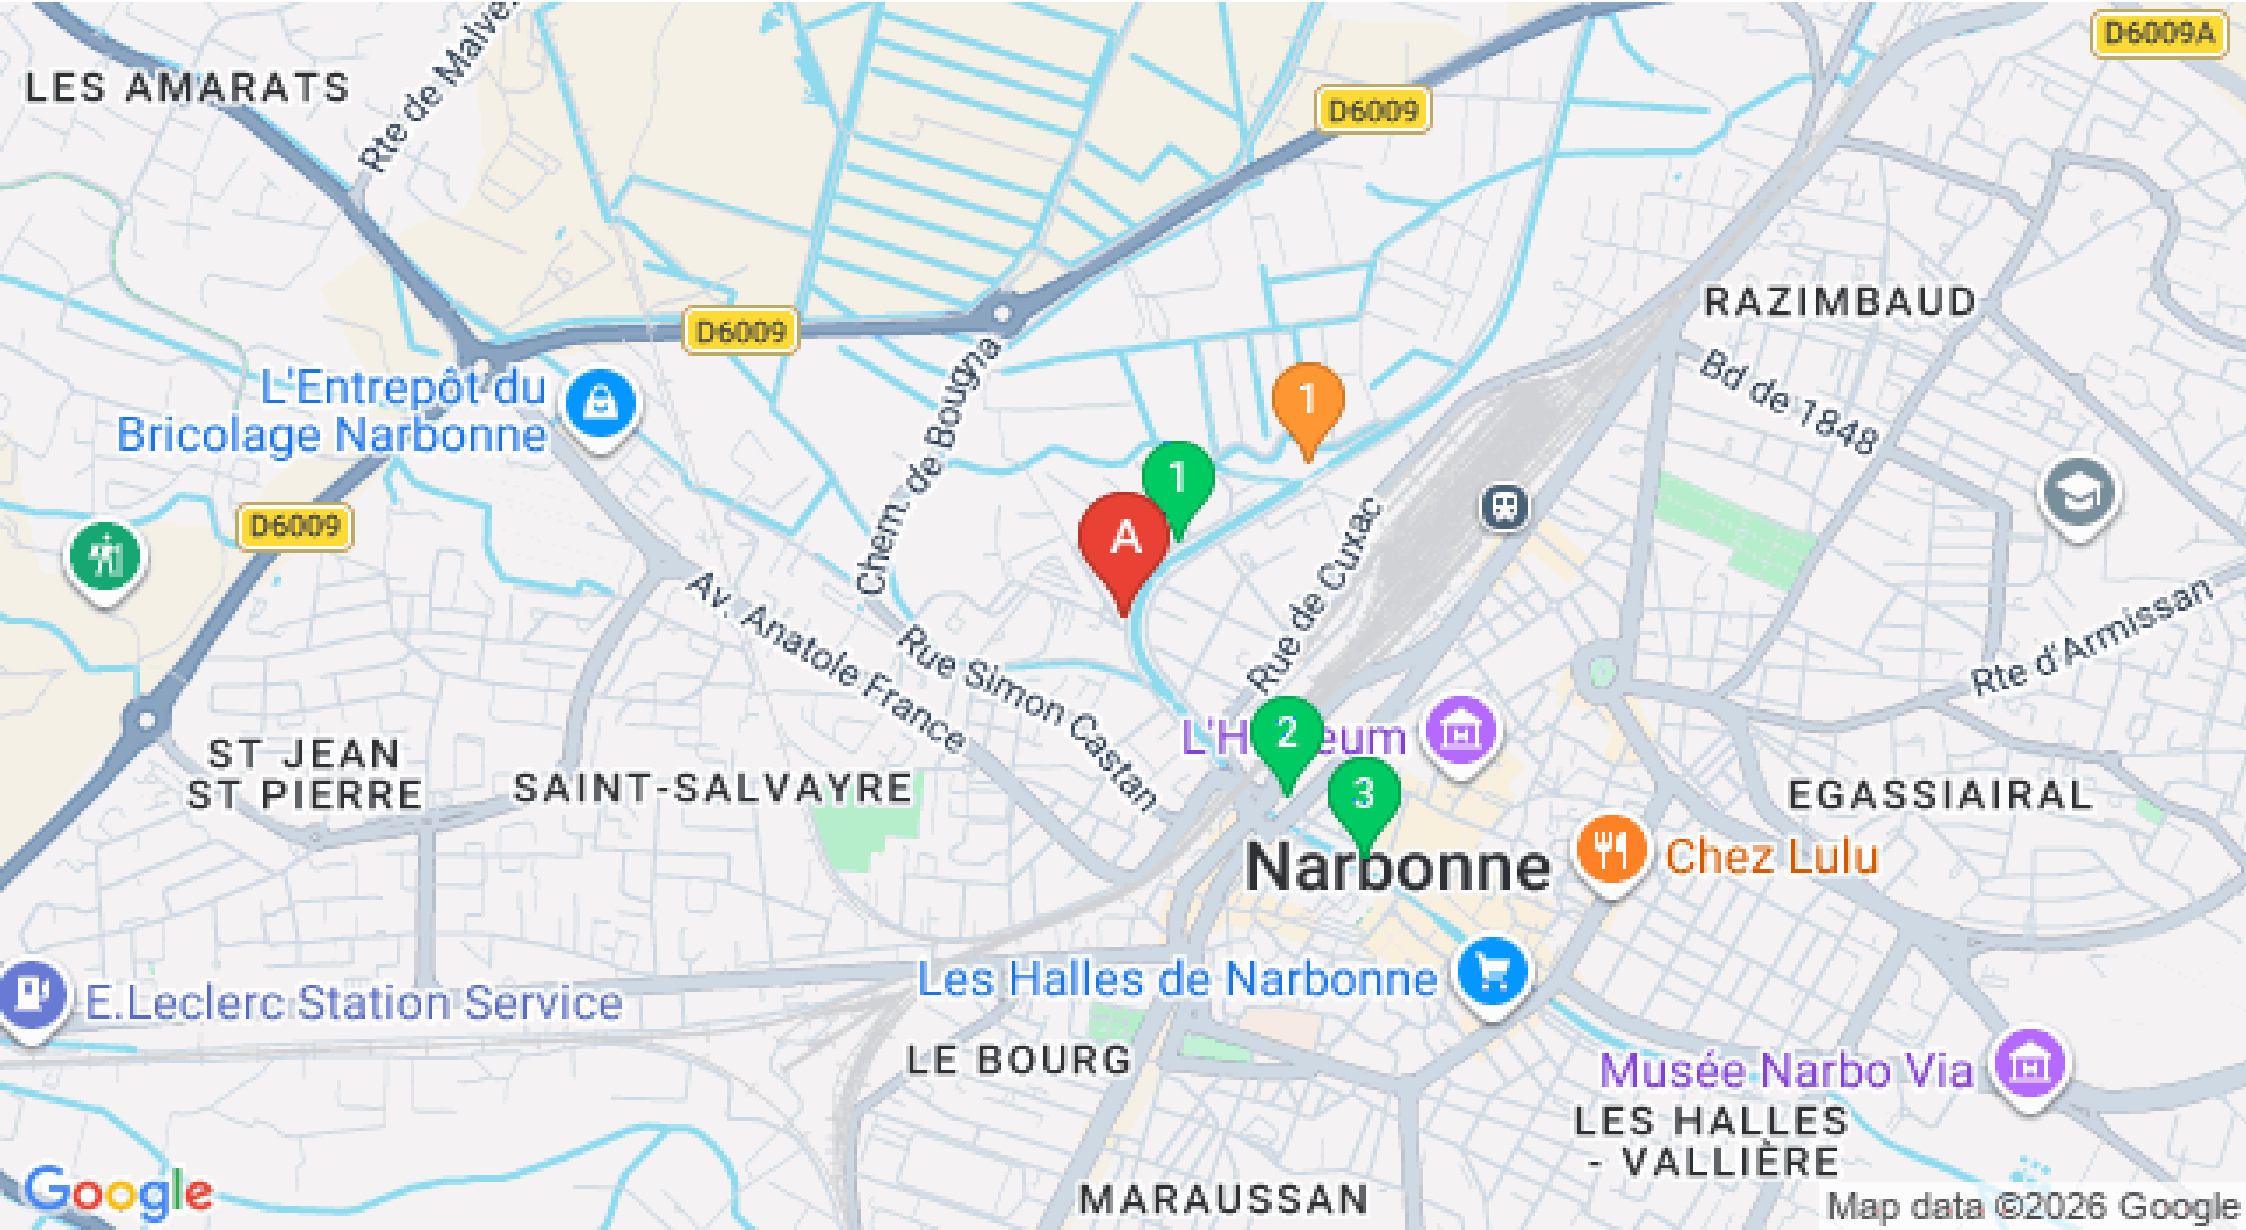 D6009A
LES AMARATS
Rte de Malve
D6009
RAZIMBAUD
D6009
Bd de 1848
L'Entrepôt du
Bricolage Narbonne
Chem. de Bougna
1
1
A
D6009
Rue de Cuxac
Av. Anatole France
Rue Simon Castan
Rte d'Armissan
L'H
eum
2
3
ST JEAN
ST PIERRE
SAINT-SALVAYRE
EGASSIAIRAL
Narbonne
Chez Lulu
Les Halles de Narbonne
E.Leclerc Station Service
LE BOURG
Musée Narbo Via
LES HALLES
- VALLIÈRE
MARAUSSAN
Google
Map data ©2026 Google